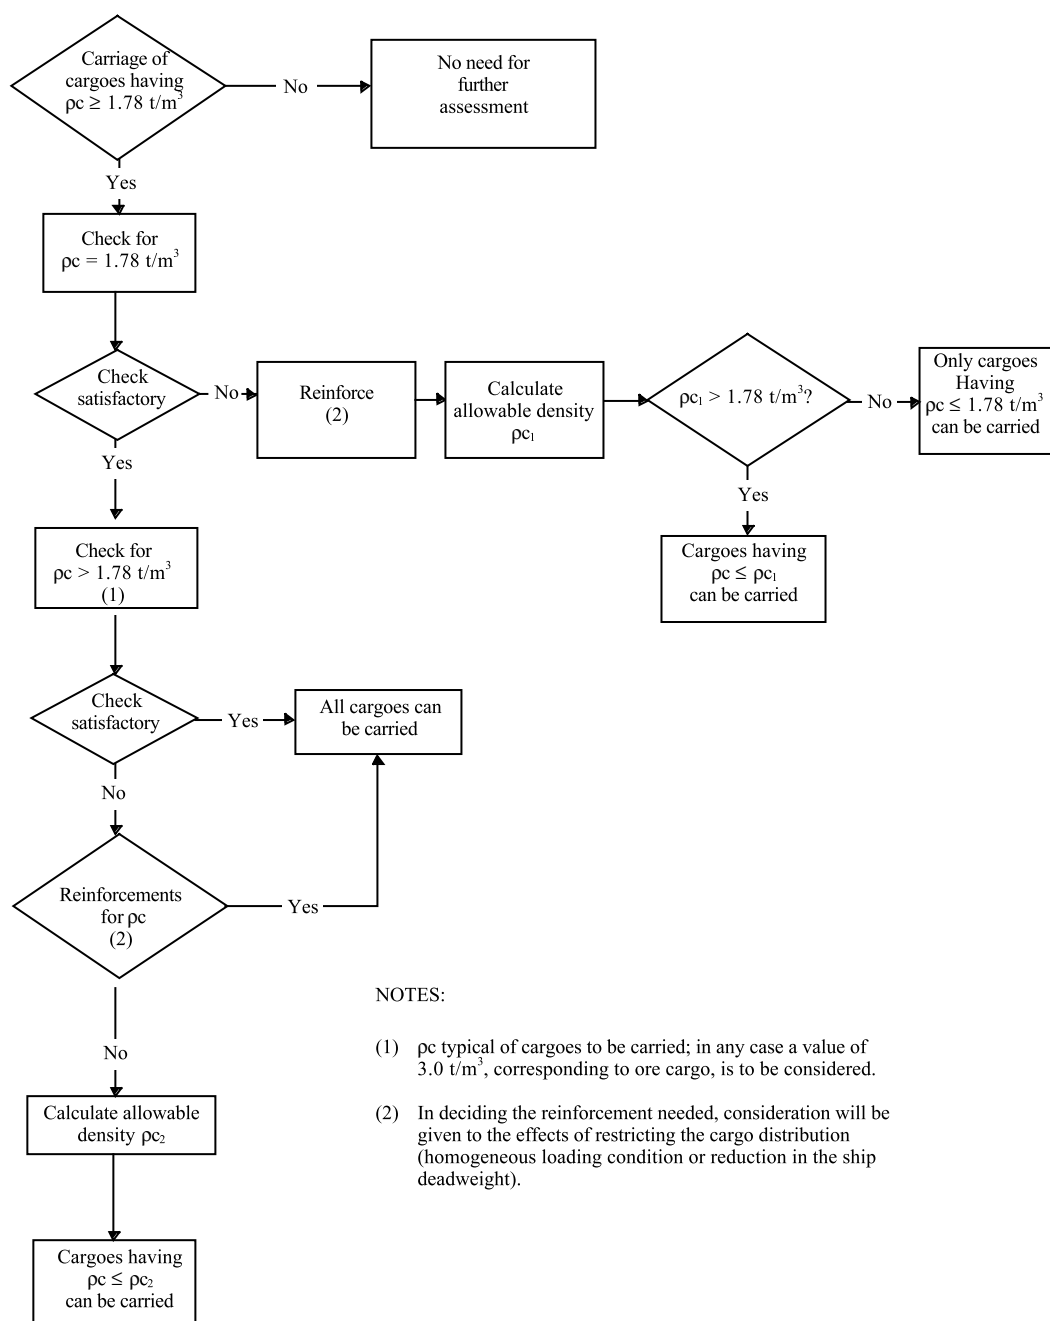 Carriage of
cargoes having
ρc ≥ 1.78 t/m³
No
No need for
further
assessment
Yes
Check for
ρc = 1.78 t/m³
Check
satisfactory
No
Reinforce
(2)
Calculate
allowable density
ρc₁
ρc₁ > 1.78 t/m³?
No
Only cargoes
Having
ρc ≤ 1.78 t/m³
can be carried
Yes
Yes
Cargoes having
ρc ≤ ρc₁
can be carried
Check for
ρc > 1.78 t/m³
(1)
Check
satisfactory
Yes
All cargoes can
be carried
No
Reinforcements
for ρc
(2)
Yes
No
Calculate allowable
density ρc₂
Cargoes having
ρc ≤ ρc₂
can be carried
NOTES:
(1) ρc typical of cargoes to be carried; in any case a value of
3.0 t/m³, corresponding to ore cargo, is to be considered.
(2) In deciding the reinforcement needed, consideration will be
given to the effects of restricting the cargo distribution
(homogeneous loading condition or reduction in the ship
deadweight).